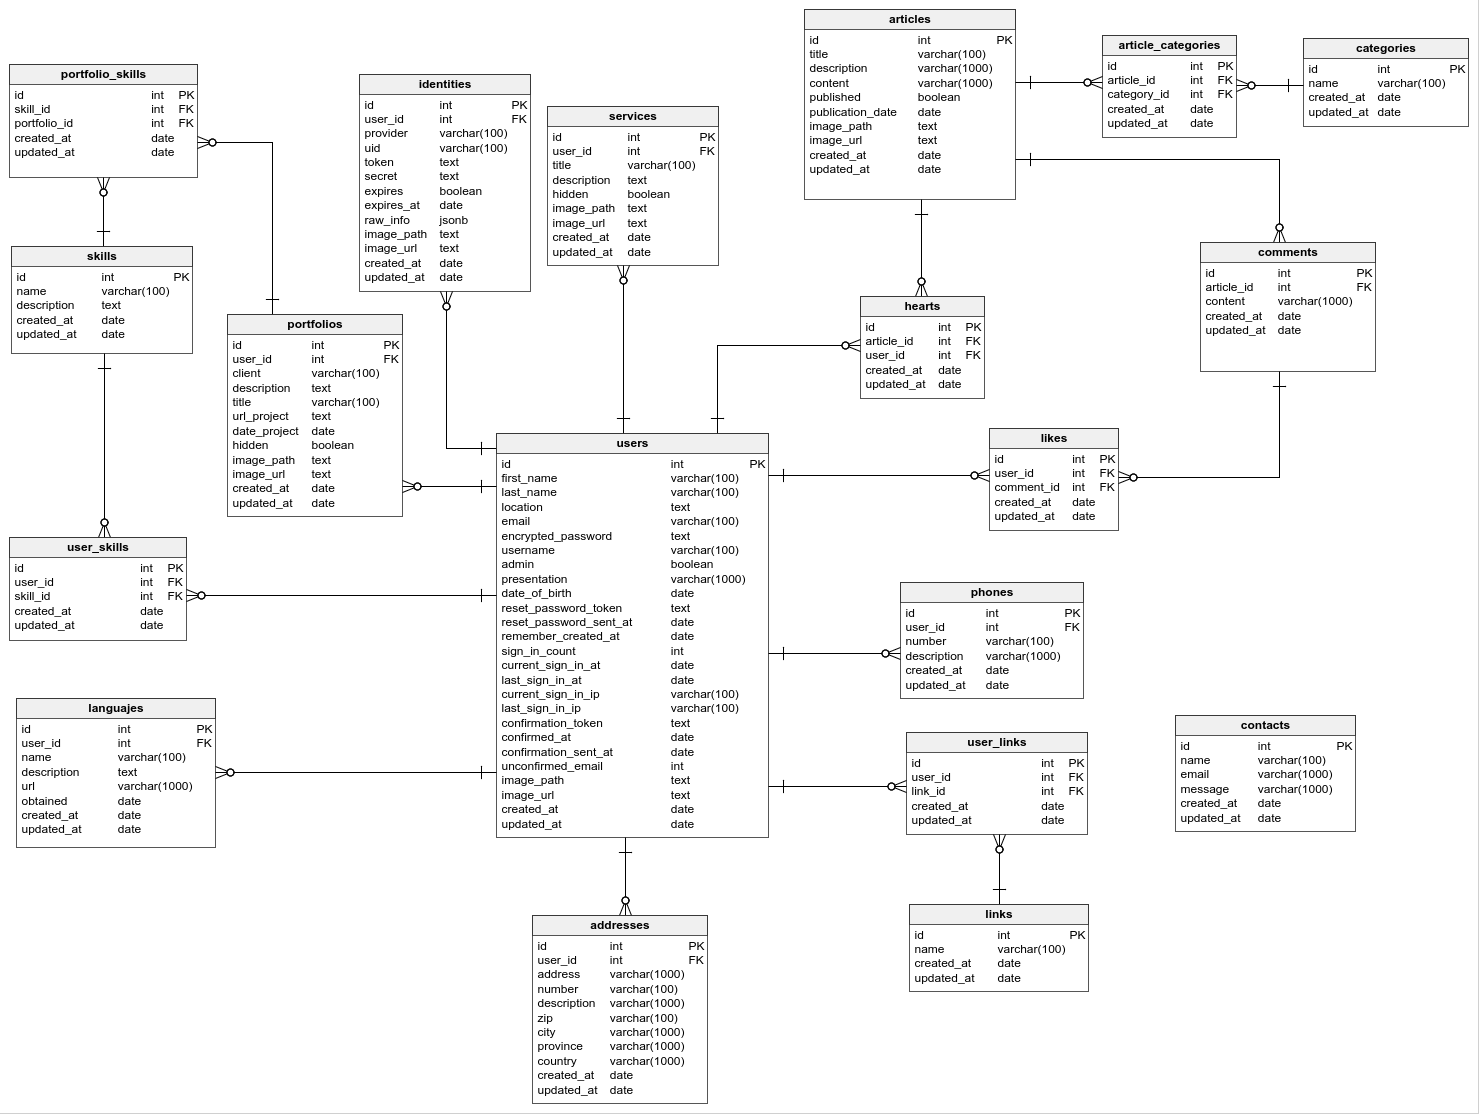 articles
id int PK
title varchar(100)
description varchar(1000)
content varchar(1000)
published boolean
publication_date date
image_path text
image_url text
created_at date
updated_at date
article_categories
id int PK
article_id int FK
category_id int FK
created_at date
updated_at date
categories
id int PK
name varchar(100)
created_at date
updated_at date
portfolio_skills
id int PK
skill_id int FK
portfolio_id int FK
created_at date
updated_at date
identities
id int PK
user_id int FK
provider varchar(100)
uid varchar(100)
token text
secret text
expires boolean
expires_at date
raw_info jsonb
image_path text
image_url text
created_at date
updated_at date
services
id int PK
user_id int FK
title varchar(100)
description text
hidden boolean
image_path text
image_url text
created_at date
updated_at date
skills
id int PK
name varchar(100)
description text
created_at date
updated_at date
comments
id int PK
article_id int FK
content varchar(1000)
created_at date
updated_at date
hearts
id int PK
article_id int FK
user_id int FK
created_at date
updated_at date
portfolios
id int PK
user_id int FK
client varchar(100)
description text
title varchar(100)
url_project text
date_project date
hidden boolean
image_path text
image_url text
created_at date
updated_at date
users
id int PK
first_name varchar(100)
last_name varchar(100)
location text
email varchar(100)
encrypted_password text
username varchar(100)
admin boolean
presentation varchar(1000)
date_of_birth date
reset_password_token text
reset_password_sent_at date
remember_created_at date
sign_in_count int
current_sign_in_at date
last_sign_in_at date
current_sign_in_ip varchar(100)
last_sign_in_ip varchar(100)
confirmation_token text
confirmed_at date
confirmation_sent_at date
unconfirmed_email int
image_path text
image_url text
created_at date
updated_at date
likes
id int PK
user_id int FK
comment_id int FK
created_at date
updated_at date
user_skills
id int PK
user_id int FK
skill_id int FK
created_at date
updated_at date
phones
id int PK
user_id int FK
number varchar(100)
description varchar(1000)
created_at date
updated_at date
languajes
id int PK
user_id int FK
name varchar(100)
description text
url varchar(1000)
obtained date
created_at date
updated_at date
user_links
id int PK
user_id int FK
link_id int FK
created_at date
updated_at date
contacts
id int PK
name varchar(100)
email varchar(1000)
message varchar(1000)
created_at date
updated_at date
links
id int PK
name varchar(100)
created_at date
updated_at date
addresses
id int PK
user_id int FK
address varchar(1000)
number varchar(100)
description varchar(1000)
zip varchar(100)
city varchar(1000)
province varchar(1000)
country varchar(1000)
created_at date
updated_at date